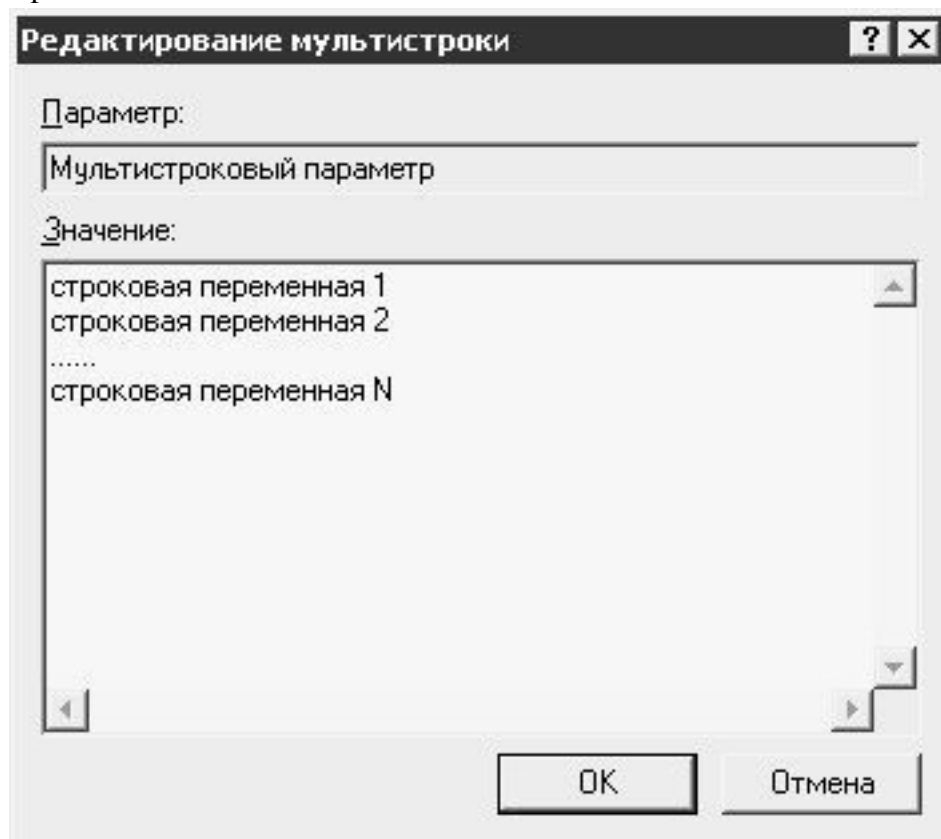 Редактирование мультистроки
Параметр:
Мультистроковый параметр
Значение:
строковая переменная 1
строковая переменная 2
......
строковая переменная N
OK
Отмена